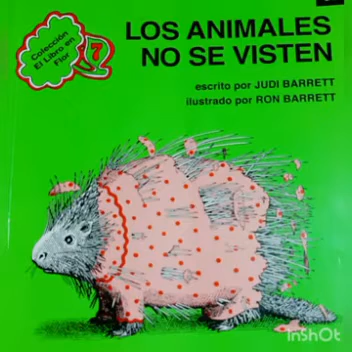 LOS ANIMALES
NO SE VISTEN
escrito por JUDI BARRETT
ilustrado por RON BARRETT
Colección
El Libro en
Flor
7
InShOt